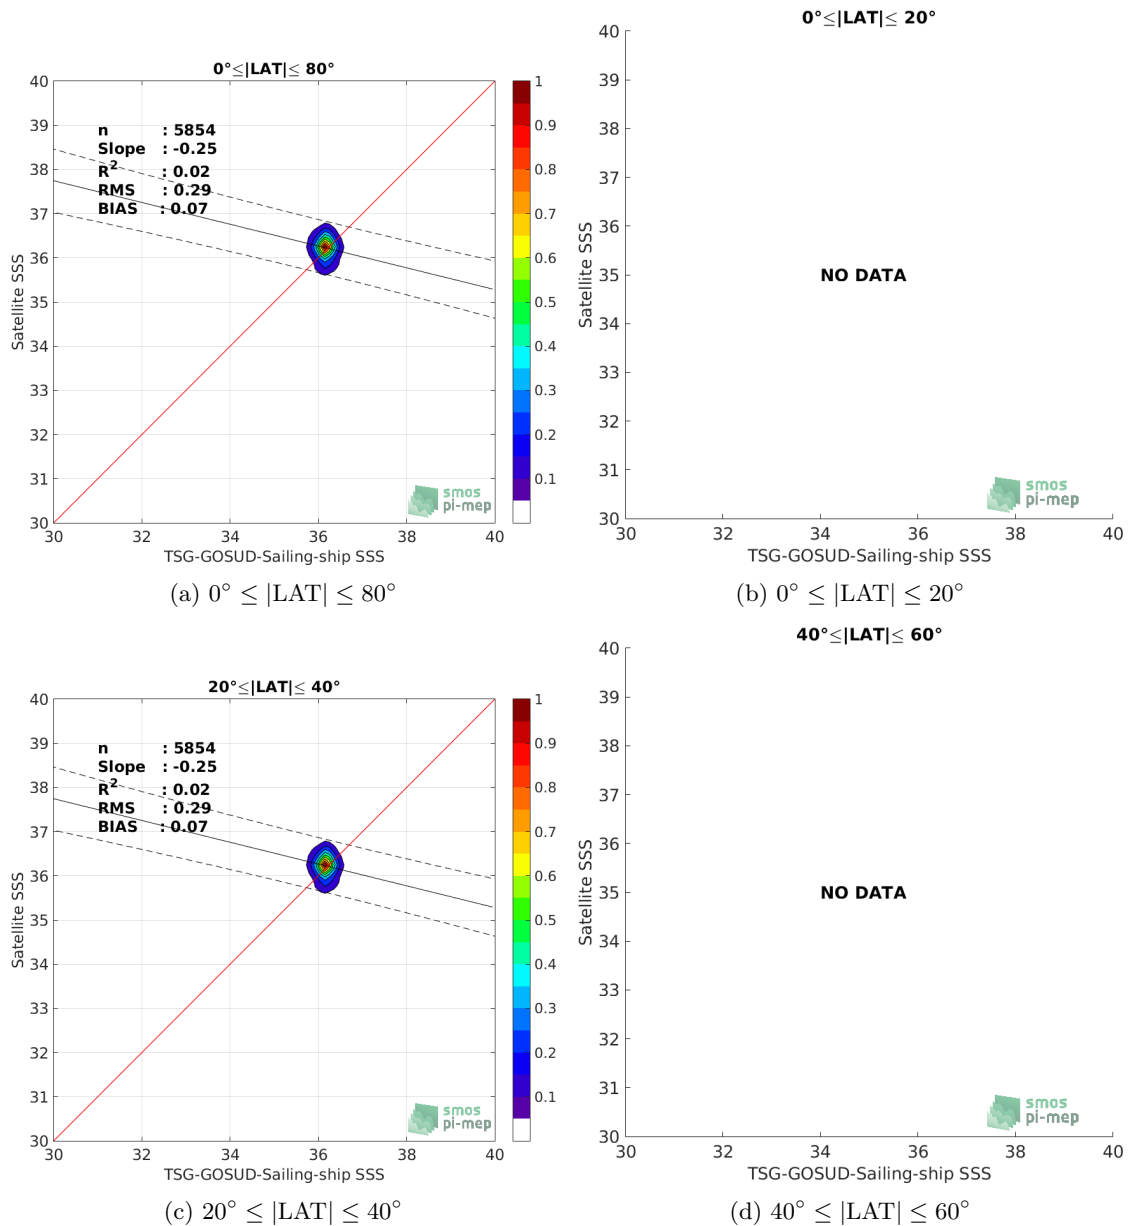 0°≤|LAT|≤ 80°
40
39
38
37
36
35
34
33
32
31
30
Satellite SSS
n : 5854
Slope : -0.25
R2 : 0.02
RMS : 0.29
BIAS : 0.07
1
0.9
0.8
0.7
0.6
0.5
0.4
0.3
0.2
0.1
smos
pi-mep
30 32 34 36 38 40
TSG-GOSUD-Sailing-ship SSS
(a) 0° ≤ |LAT| ≤ 80°
0°≤|LAT|≤ 20°
40
39
38
37
36
35
34
33
32
31
30
Satellite SSS
NO DATA
smos
pi-mep
30 32 34 36 38 40
TSG-GOSUD-Sailing-ship SSS
(b) 0° ≤ |LAT| ≤ 20°
20°≤|LAT|≤ 40°
40
39
38
37
36
35
34
33
32
31
30
Satellite SSS
n : 5854
Slope : -0.25
R2 : 0.02
RMS : 0.29
BIAS : 0.07
1
0.9
0.8
0.7
0.6
0.5
0.4
0.3
0.2
0.1
smos
pi-mep
30 32 34 36 38 40
TSG-GOSUD-Sailing-ship SSS
(c) 20° ≤ |LAT| ≤ 40°
40°≤|LAT|≤ 60°
40
39
38
37
36
35
34
33
32
31
30
Satellite SSS
NO DATA
smos
pi-mep
30 32 34 36 38 40
TSG-GOSUD-Sailing-ship SSS
(d) 40° ≤ |LAT| ≤ 60°